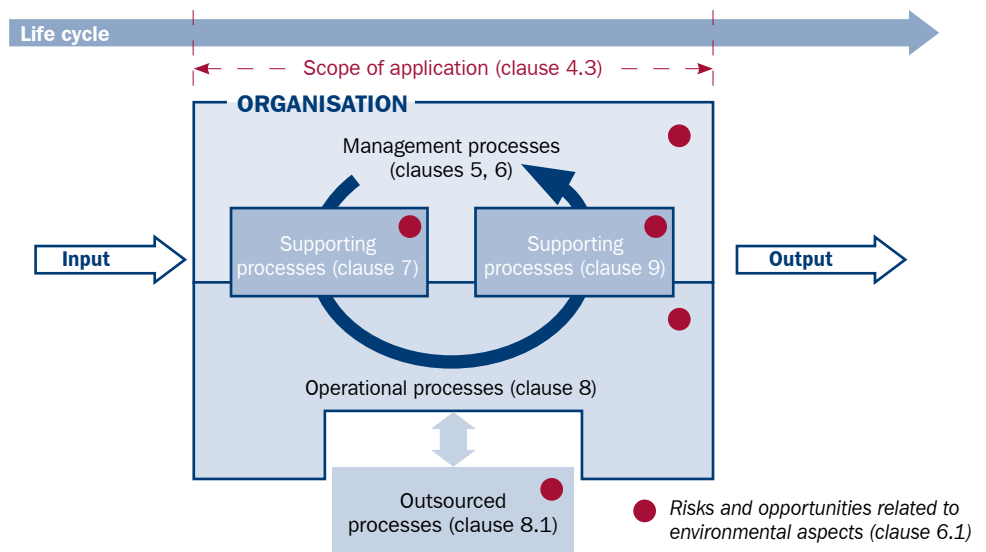 Life cycle
Scope of application (clause 4.3)
ORGANISATION
Management processes
(clauses 5, 6)
Supporting
processes (clause 7)
Supporting
processes (clause 9)
Input
Output
Operational processes (clause 8)
Outsourced
processes (clause 8.1)
Risks and opportunities related to
environmental aspects (clause 6.1)